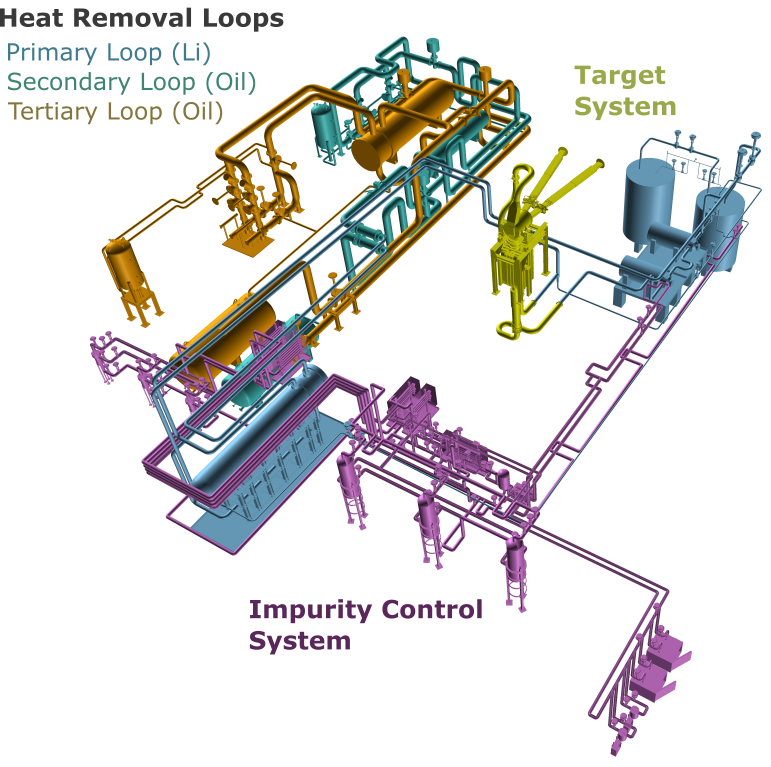 Heat Removal Loops
Primary Loop (Li)
Secondary Loop (Oil)
Tertiary Loop (Oil)
Target
System
Impurity Control
System